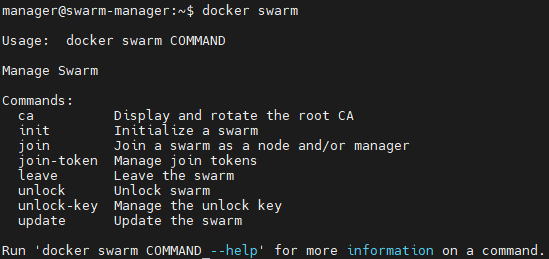 manager@swarm-manager:~$ docker swarm
Usage:  docker swarm COMMAND
Manage Swarm
Commands:
  ca          Display and rotate the root CA
  init        Initialize a swarm
  join        Join a swarm as a node and/or manager
  join-token  Manage join tokens
  leave       Leave the swarm
  unlock      Unlock swarm
  unlock-key  Manage the unlock key
  update      Update the swarm
Run 'docker swarm COMMAND --help' for more information on a command.